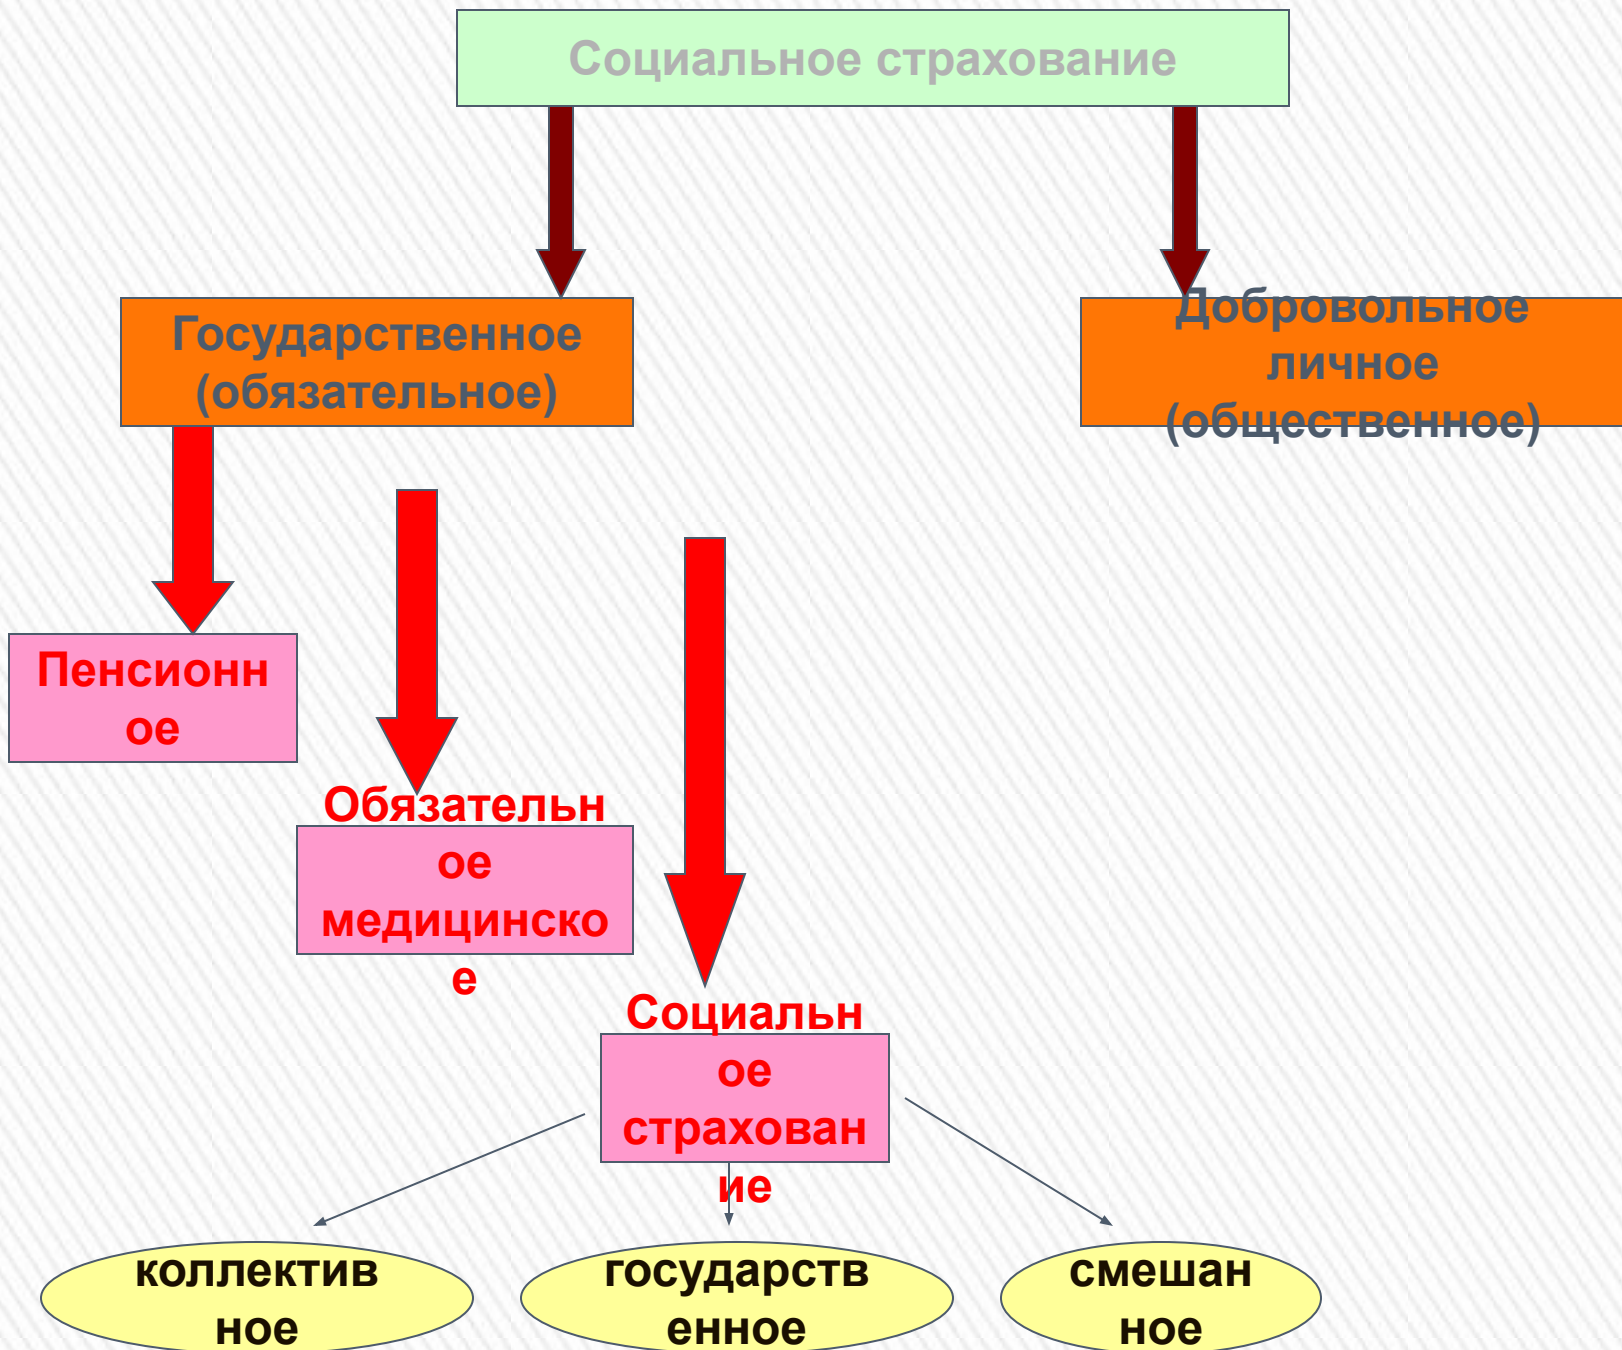 Социальное страхование
Государственное
(обязательное)
Добровольное
личное
(общественное)
Пенсионн
ое
Обязательн
ое
медицинско
е
Социальн
ое
страхован
ие
коллектив
ное
государств
енное
смешан
ное